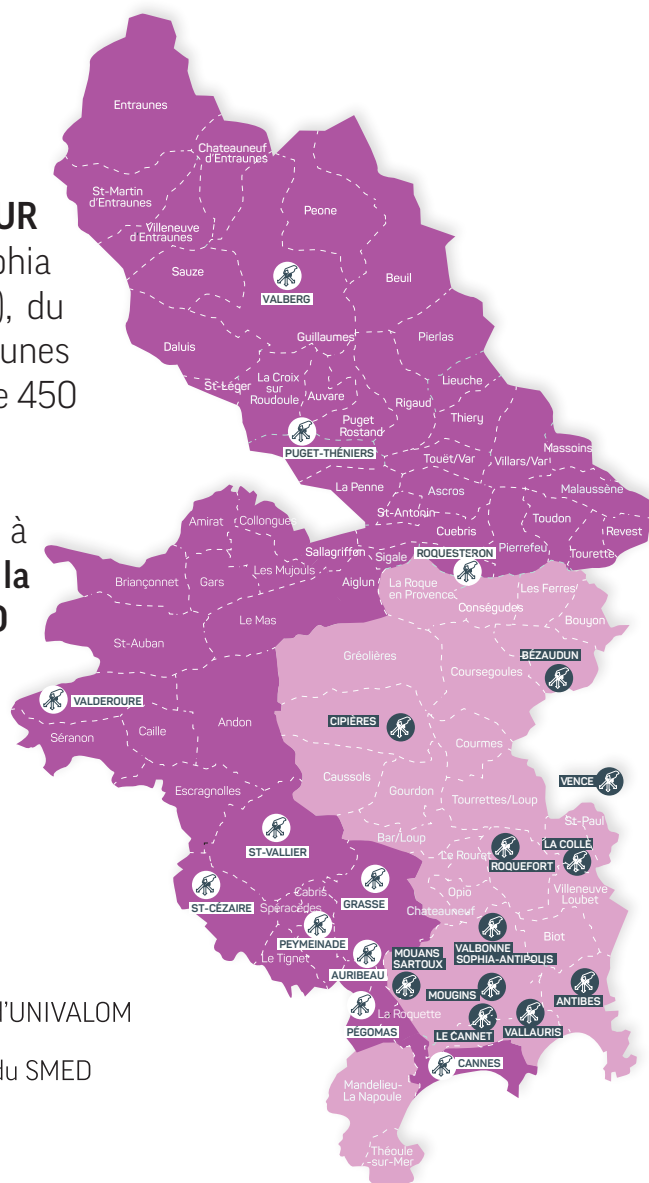 Entraunes
Chateauneuf
d'Entraunes
St-Martin
d'Entraunes
UR
Peone
Villeneuve
d Entraunes
phia
Sauze
Beuil
VALBERG
), du
Guillaumes
Pierlas
Daluis
unes
La Croix
sur
Roudoule
St-Léger
Lieuche
Auvare
Rigaud
e 450
Thiery
Puget
Rostand
Massoins
PUGET-THÉNIERS
Touët/Var
Villars/Var
La Penne
Ascros
Malaussène
St-Antonin
Amirat
Collongue
Toudon
à
Cuebris
Revest
Sallagriffon
ROQUESTERON
Pierrefeu
Tourette
Sigale
Les Mujouls
la
Briançonnet
Gars
Aiglun
La Roque
en Provence
Les Ferres
Conségudes
Bouyon
Le Mas
St-Auban
Gréolières
BÉZAUDUN
Coursegoules
VALDEROURE
CIPIÈRES
Andon
Séranon
Caille
Courmes
Caussols
VENCE
Escragnolles
Gourdon
Tourrettes/Loup
St-Paul
Bar/Loup
ST-VALLIER
LA COLLE
Le Rouret
ROQUEFORT
Cabris
GRASSE
Opio
Villeneuve
Loubet
ST-CÉZAIRE
Spéracèdes
Chateauneuf
PEYMEINADE
VALBONNE
SOPHIA-ANTIPOLIS
Biot
Le Tignet
MOUANS
SARTOUX
AURIBEAU
MOUGINS
ANTIBES
l'UNIVALOM
La Roquette
PÉGOMAS
LE CANNET
VALLAURIS
du SMED
CANNES
Mandelieu-
La Napoule
Théoule
-sur-Mer